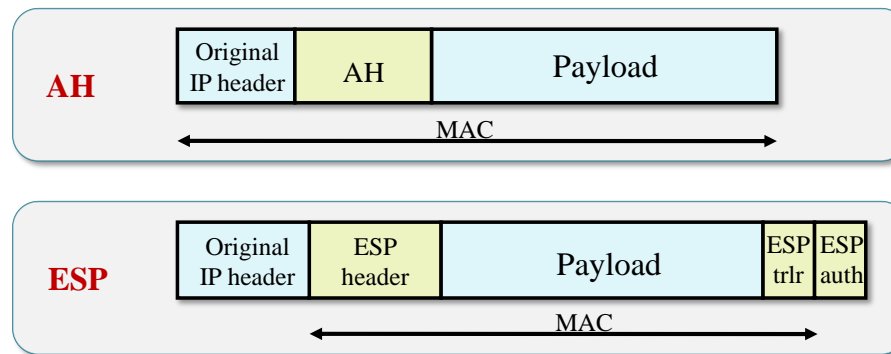 AH
Original
IP header
AH
Payload
MAC
ESP
Original
IP header
ESP
header
Payload
ESP
trlr
ESP
auth
MAC